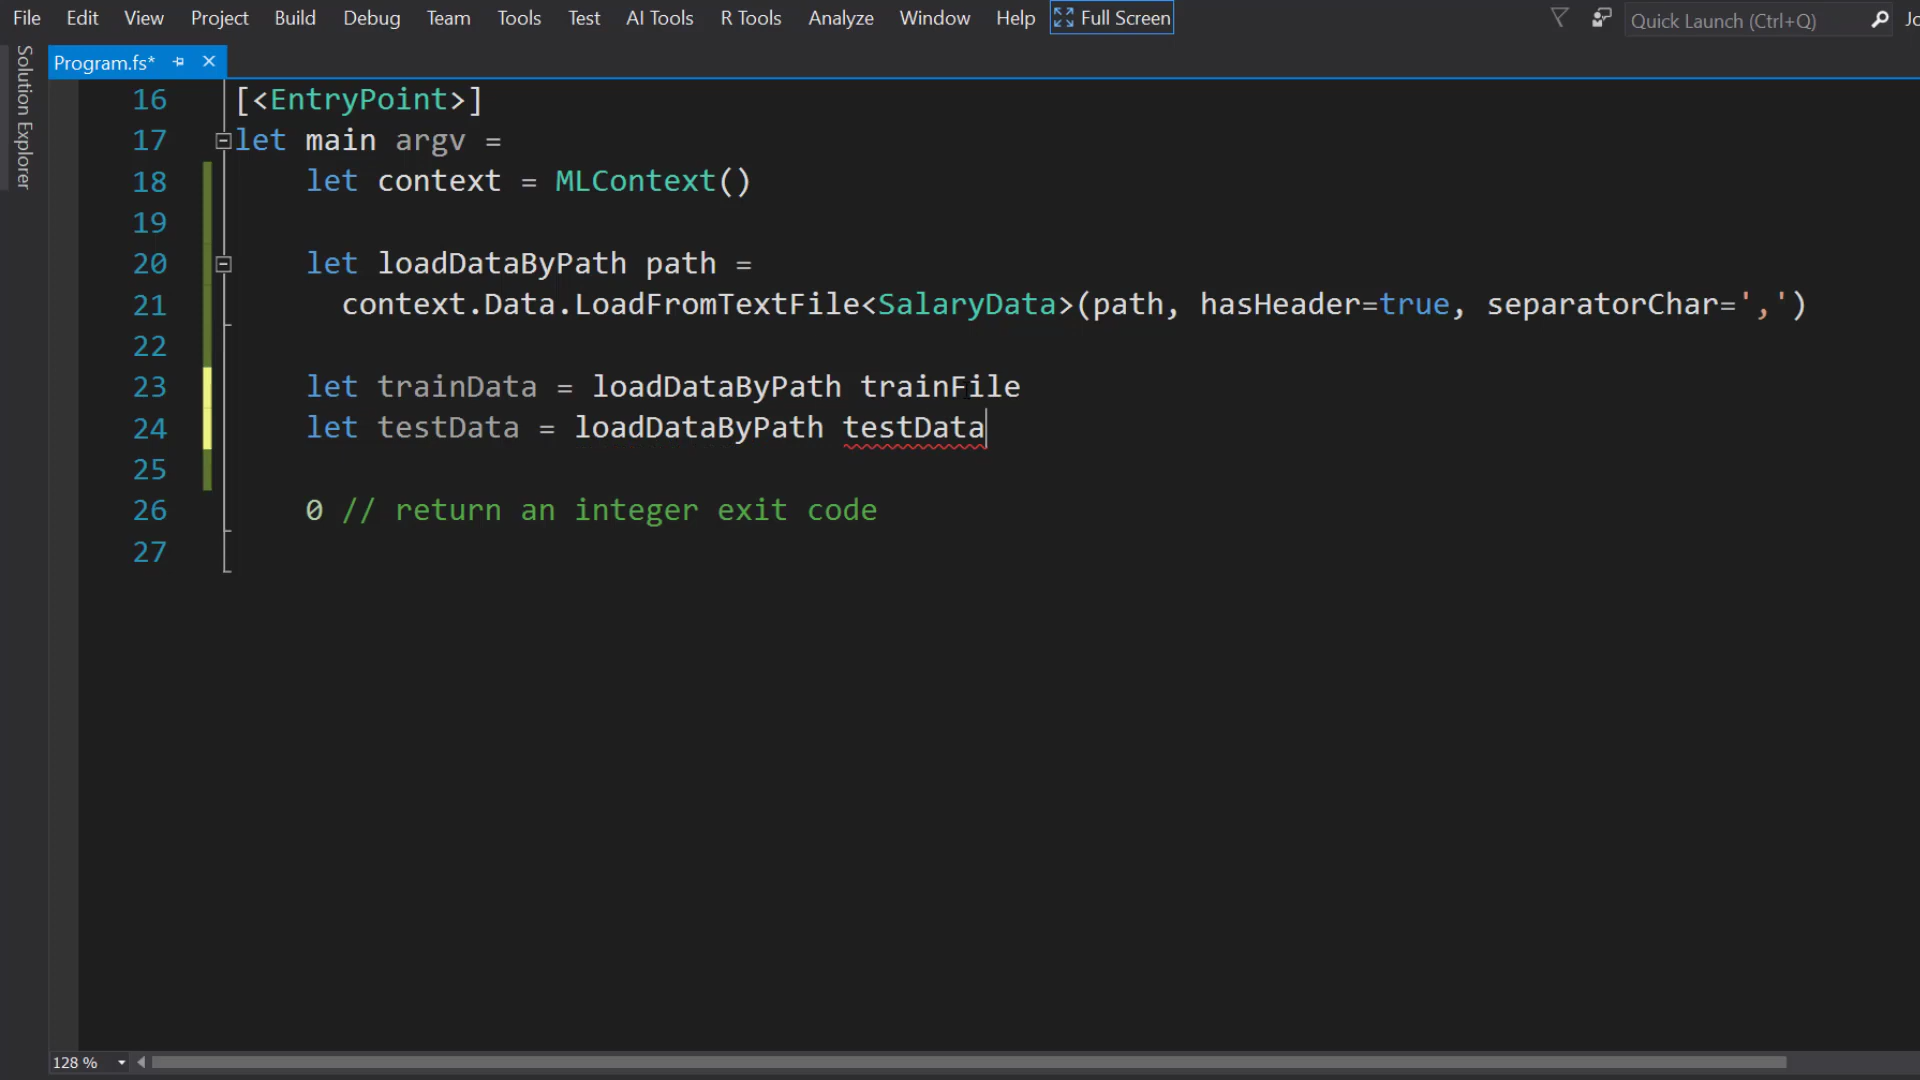 File Edit View Project Build Debug Team Tools Test AI Tools R Tools Analyze Window Help Full Screen Quick Launch (Ctrl+Q) Jo
Solution Explorer
Program.fs*
16 [<EntryPoint>]
17 let main argv =
18 let context = MLContext()
19
20 let loadDataByPath path =
21 context.Data.LoadFromTextFile<SalaryData>(path, hasHeader=true, separatorChar=',')
22
23 let trainData = loadDataByPath trainFile
24 let testData = loadDataByPath testData
25
26 0 // return an integer exit code
27
128 %